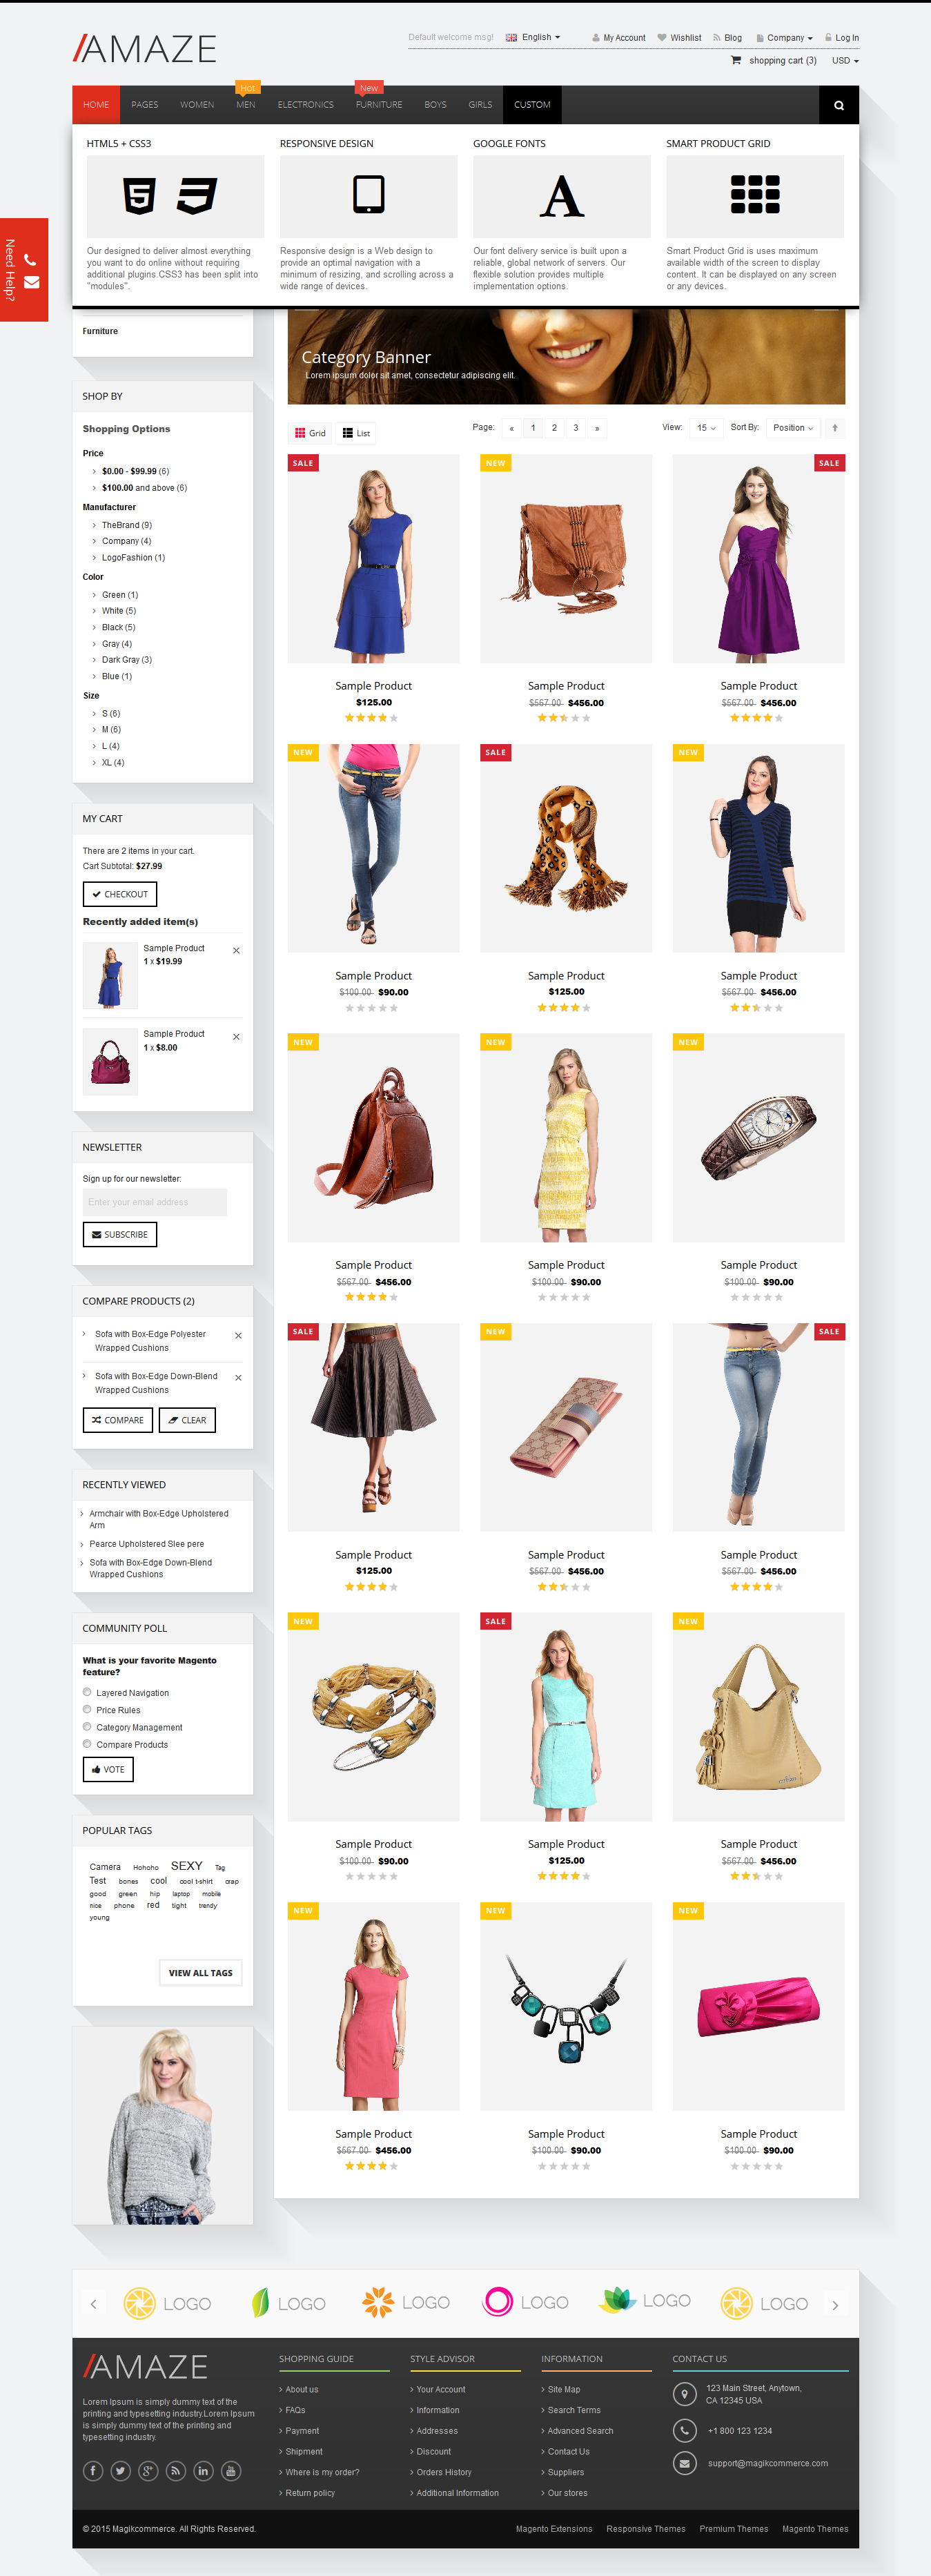 /AMAZE
Default welcome msg! English My Account Wishlist Blog Company Log In
shopping cart (3) USD
Hot New
HOME PAGES WOMEN MEN ELECTRONICS FURNITURE BOYS GIRLS CUSTOM
HTML5 + CSS3
Our designed to deliver almost everything
you want to do online without requiring
additional plugins.CSS3 has been split into
"modules".
RESPONSIVE DESIGN
Responsive design is a Web design to
provide an optimal navigation with a
minimum of resizing, and scrolling across a
wide range of devices.
GOOGLE FONTS
A
Our font delivery service is built upon a
reliable, global network of servers. Our
flexible solution provides multiple
implementation options.
SMART PRODUCT GRID
Smart Product Grid is uses maximum
available width of the screen to display
content. It can be displayed on any screen
or any devices.
Need Help?
Furniture
SHOP BY
Shopping Options
Price
$0.00 - $99.99 (6)
$100.00 and above (6)
Manufacturer
TheBrand (9)
Company (4)
LogoFashion (1)
Color
Green (1)
White (5)
Black (5)
Gray (4)
Dark Gray (3)
Blue (1)
Size
S (6)
M (6)
L (4)
XL (4)
MY CART
There are 2 items in your cart.
Cart Subtotal: $27.99
CHECKOUT
Recently added item(s)
Sample Product
1 x $19.99
Sample Product
1 x $8.00
NEWSLETTER
Sign up for our newsletter:
Enter your email address
SUBSCRIBE
COMPARE PRODUCTS (2)
Sofa with Box-Edge Polyester
Wrapped Cushions
Sofa with Box-Edge Down-Blend
Wrapped Cushions
COMPARE CLEAR
RECENTLY VIEWED
Armchair with Box-Edge Upholstered
Arm
Pearce Upholstered Slee pere
Sofa with Box-Edge Down-Blend
Wrapped Cushions
COMMUNITY POLL
What is your favorite Magento
feature?
Layered Navigation
Price Rules
Category Management
Compare Products
VOTE
POPULAR TAGS
Camera Hohoho SEXY Tag
Test bones cool cool t-shirt crap
good green hip laptop mobile
nice phone red tight trendy
young
VIEW ALL TAGS
Category Banner
Lorem ipsum dolor sit amet, consectetur adipiscing elit.
Grid List Page: « 1 2 3 » View: 15 Sort By: Position
SALE NEW SALE
Sample Product Sample Product Sample Product
$125.00 $567.00 $456.00 $567.00 $456.00
NEW SALE NEW
Sample Product Sample Product Sample Product
$100.00 $90.00 $125.00 $567.00 $456.00
NEW NEW NEW
Sample Product Sample Product Sample Product
$567.00 $456.00 $100.00 $90.00 $100.00 $90.00
SALE NEW SALE
Sample Product Sample Product Sample Product
$125.00 $567.00 $456.00 $567.00 $456.00
NEW SALE NEW
Sample Product Sample Product Sample Product
$100.00 $90.00 $125.00 $567.00 $456.00
NEW NEW NEW
Sample Product Sample Product Sample Product
$567.00 $456.00 $100.00 $90.00 $100.00 $90.00
LOGO LOGO LOGO LOGO LOGO LOGO
/AMAZE
Lorem Ipsum is simply dummy text of the
printing and typesetting industry.Lorem Ipsum
is simply dummy text of the printing and
typesetting industry.
SHOPPING GUIDE
About us
FAQs
Payment
Shipment
Where is my order?
Return policy
STYLE ADVISOR
Your Account
Information
Addresses
Discount
Orders History
Additional Information
INFORMATION
Site Map
Search Terms
Advanced Search
Contact Us
Suppliers
Our stores
CONTACT US
123 Main Street, Anytown,
CA 12345 USA
+1 800 123 1234
support@magikcommerce.com
© 2015 Magikcommerce. All Rights Reserved.
Magento Extensions Responsive Themes Premium Themes Magento Themes